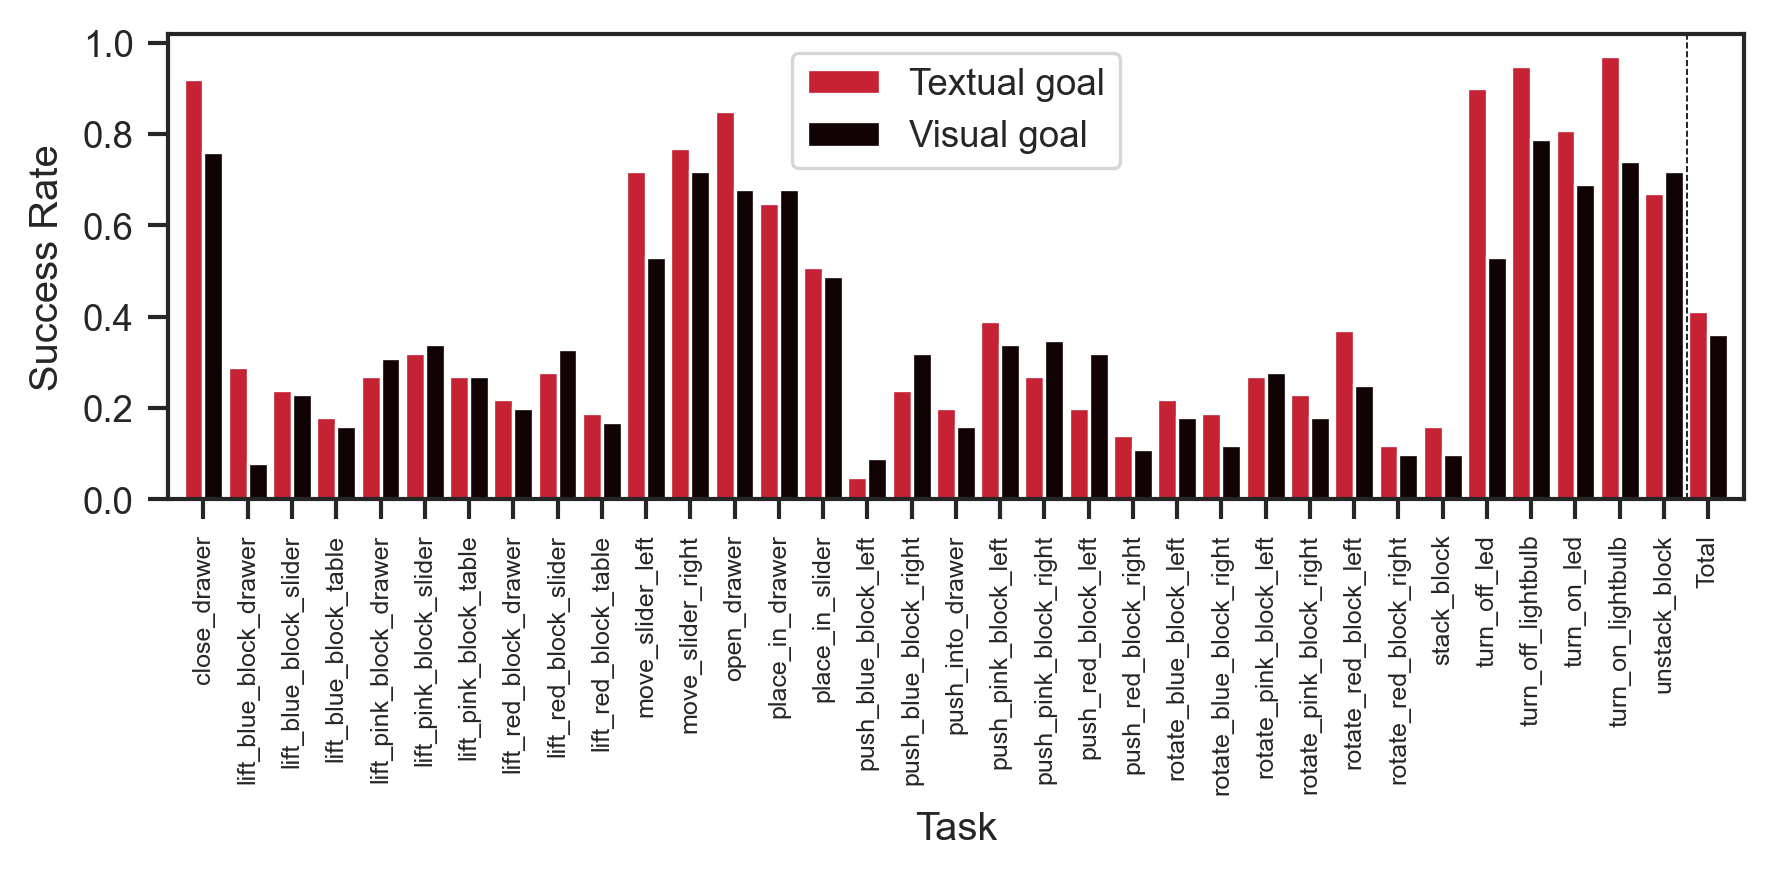 1.0
0.8
0.6
0.4
0.2
0.0
Success Rate
Textual goal
Visual goal
close_drawer
lift_blue_block_drawer
lift_blue_block_slider
lift_blue_block_table
lift_pink_block_drawer
lift_pink_block_slider
lift_pink_block_table
lift_red_block_drawer
lift_red_block_slider
lift_red_block_table
move_slider_left
move_slider_right
open_drawer
place_in_drawer
place_in_slider
push_blue_block_left
push_blue_block_right
push_into_drawer
push_pink_block_left
push_pink_block_right
push_red_block_left
push_red_block_right
rotate_blue_block_left
rotate_blue_block_right
rotate_pink_block_left
rotate_pink_block_right
rotate_red_block_left
rotate_red_block_right
stack_block
turn_off_led
turn_off_lightbulb
turn_on_led
turn_on_lightbulb
unstack_block
Total
Task